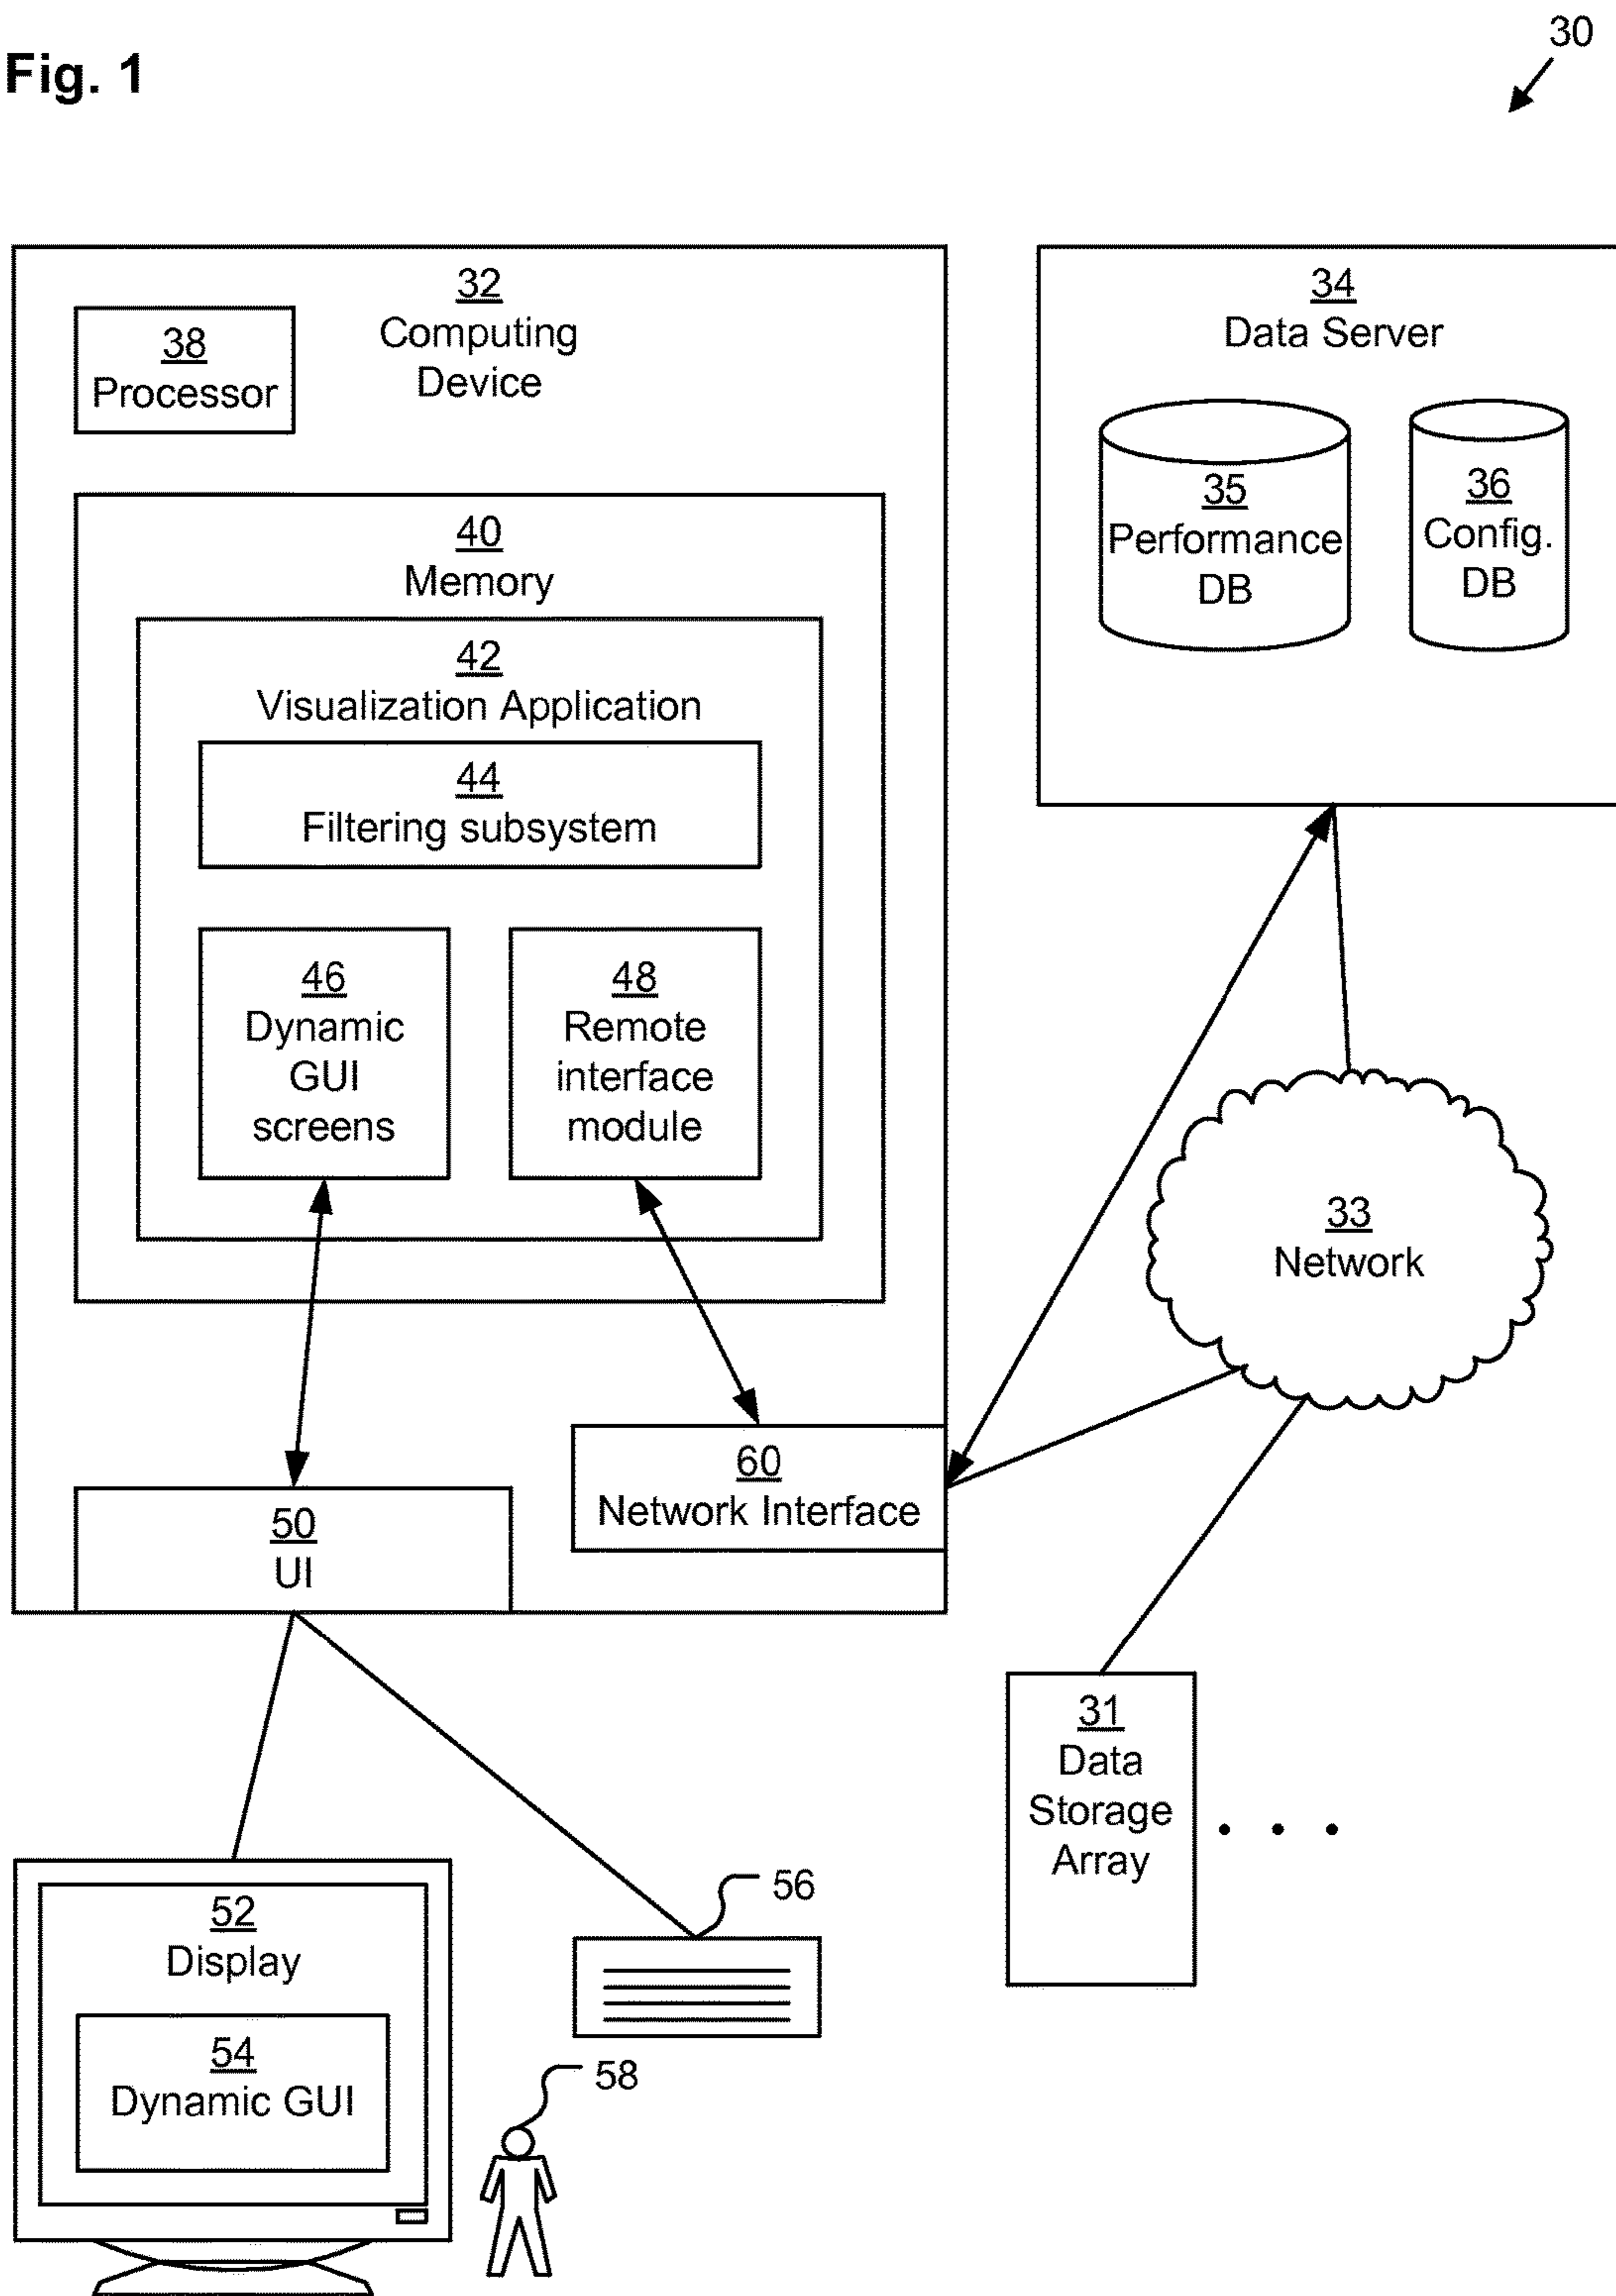 Fig. 1
30
32
Computing
Device
38
Processor
40
Memory
42
Visualization Application
44
Filtering subsystem
46
Dynamic
GUI
screens
48
Remote
interface
module
50
UI
60
Network Interface
34
Data Server
35
Performance
DB
36
Config.
DB
33
Network
31
Data
Storage
Array
52
Display
54
Dynamic GUI
56
58